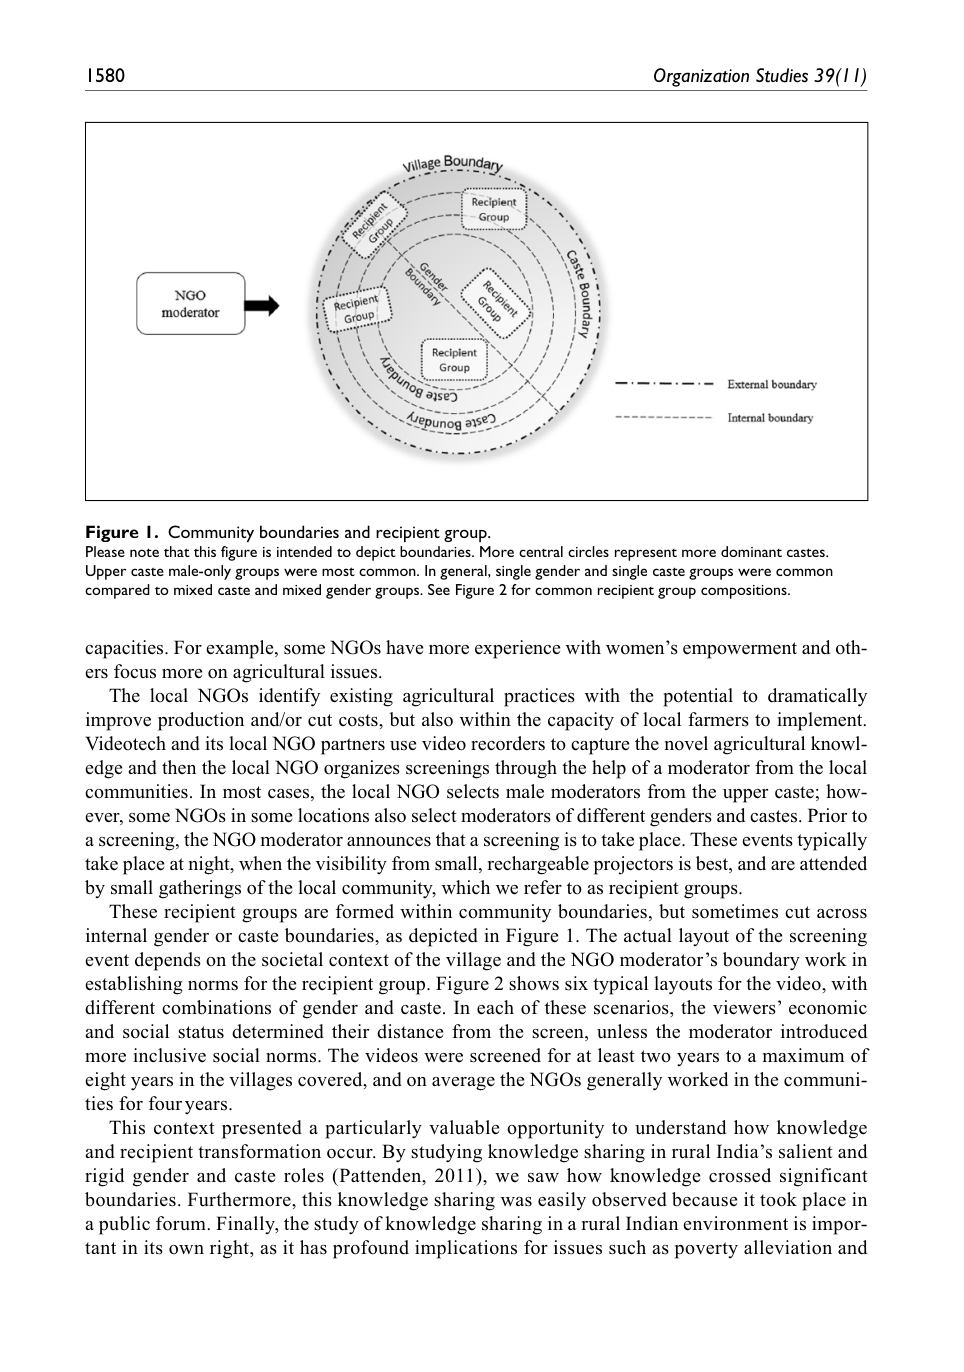 1580
Organization Studies 39(11)
Village Boundary
Recipient
Group
Recipient
Group
Caste Boundary
Gender
Boundary
Recipient
Group
NGO
moderator
Recipient
Group
Recipient
Group
Caste Boundary
Caste Boundary
External boundary
Internal boundary
Figure 1. Community boundaries and recipient group.
Please note that this figure is intended to depict boundaries. More central circles represent more dominant castes.
Upper caste male-only groups were most common. In general, single gender and single caste groups were common
compared to mixed caste and mixed gender groups. See Figure 2 for common recipient group compositions.
capacities. For example, some NGOs have more experience with women’s empowerment and oth-
ers focus more on agricultural issues.
The local NGOs identify existing agricultural practices with the potential to dramatically
improve production and/or cut costs, but also within the capacity of local farmers to implement.
Videotech and its local NGO partners use video recorders to capture the novel agricultural knowl-
edge and then the local NGO organizes screenings through the help of a moderator from the local
communities. In most cases, the local NGO selects male moderators from the upper caste; how-
ever, some NGOs in some locations also select moderators of different genders and castes. Prior to
a screening, the NGO moderator announces that a screening is to take place. These events typically
take place at night, when the visibility from small, rechargeable projectors is best, and are attended
by small gatherings of the local community, which we refer to as recipient groups.
These recipient groups are formed within community boundaries, but sometimes cut across
internal gender or caste boundaries, as depicted in Figure 1. The actual layout of the screening
event depends on the societal context of the village and the NGO moderator’s boundary work in
establishing norms for the recipient group. Figure 2 shows six typical layouts for the video, with
different combinations of gender and caste. In each of these scenarios, the viewers’ economic
and social status determined their distance from the screen, unless the moderator introduced
more inclusive social norms. The videos were screened for at least two years to a maximum of
eight years in the villages covered, and on average the NGOs generally worked in the communi-
ties for four years.
This context presented a particularly valuable opportunity to understand how knowledge
and recipient transformation occur. By studying knowledge sharing in rural India’s salient and
rigid gender and caste roles (Pattenden, 2011), we saw how knowledge crossed significant
boundaries. Furthermore, this knowledge sharing was easily observed because it took place in
a public forum. Finally, the study of knowledge sharing in a rural Indian environment is impor-
tant in its own right, as it has profound implications for issues such as poverty alleviation and